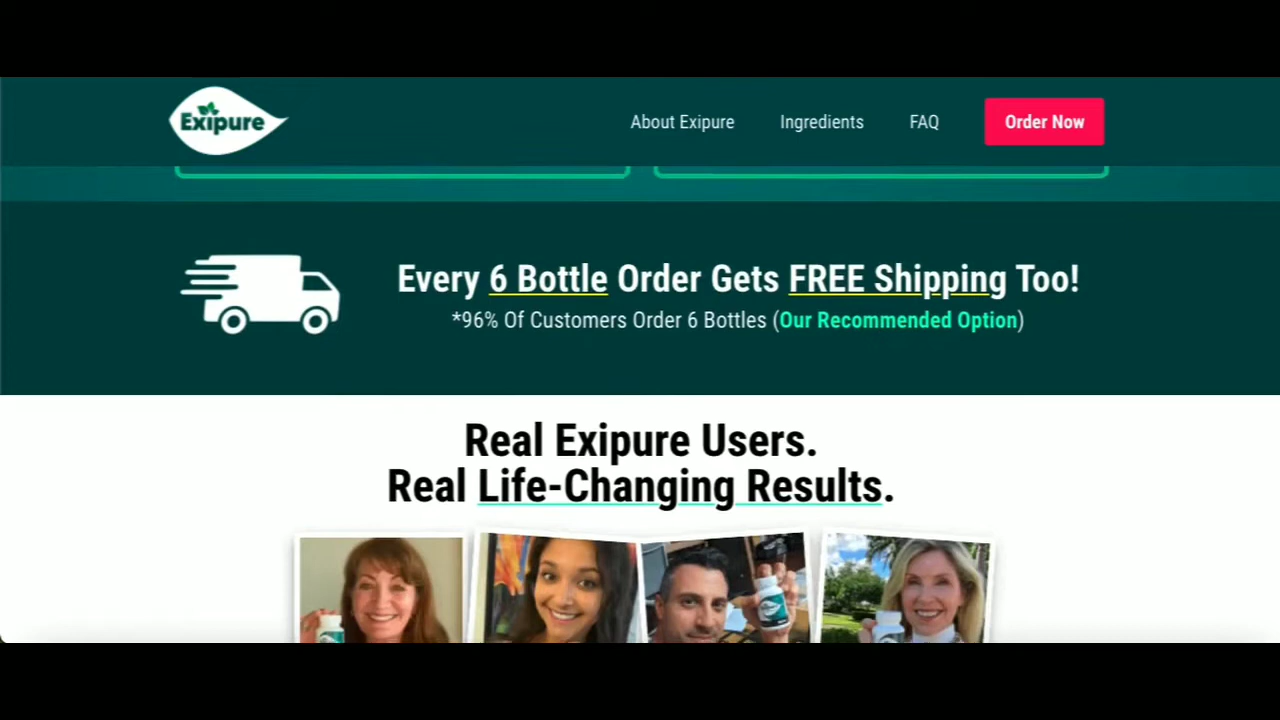 Exipure
About Exipure
Ingredients
FAQ
Order Now
Every 6 Bottle Order Gets FREE Shipping Too!
*96% Of Customers Order 6 Bottles (Our Recommended Option)
Real Exipure Users.
Real Life-Changing Results.